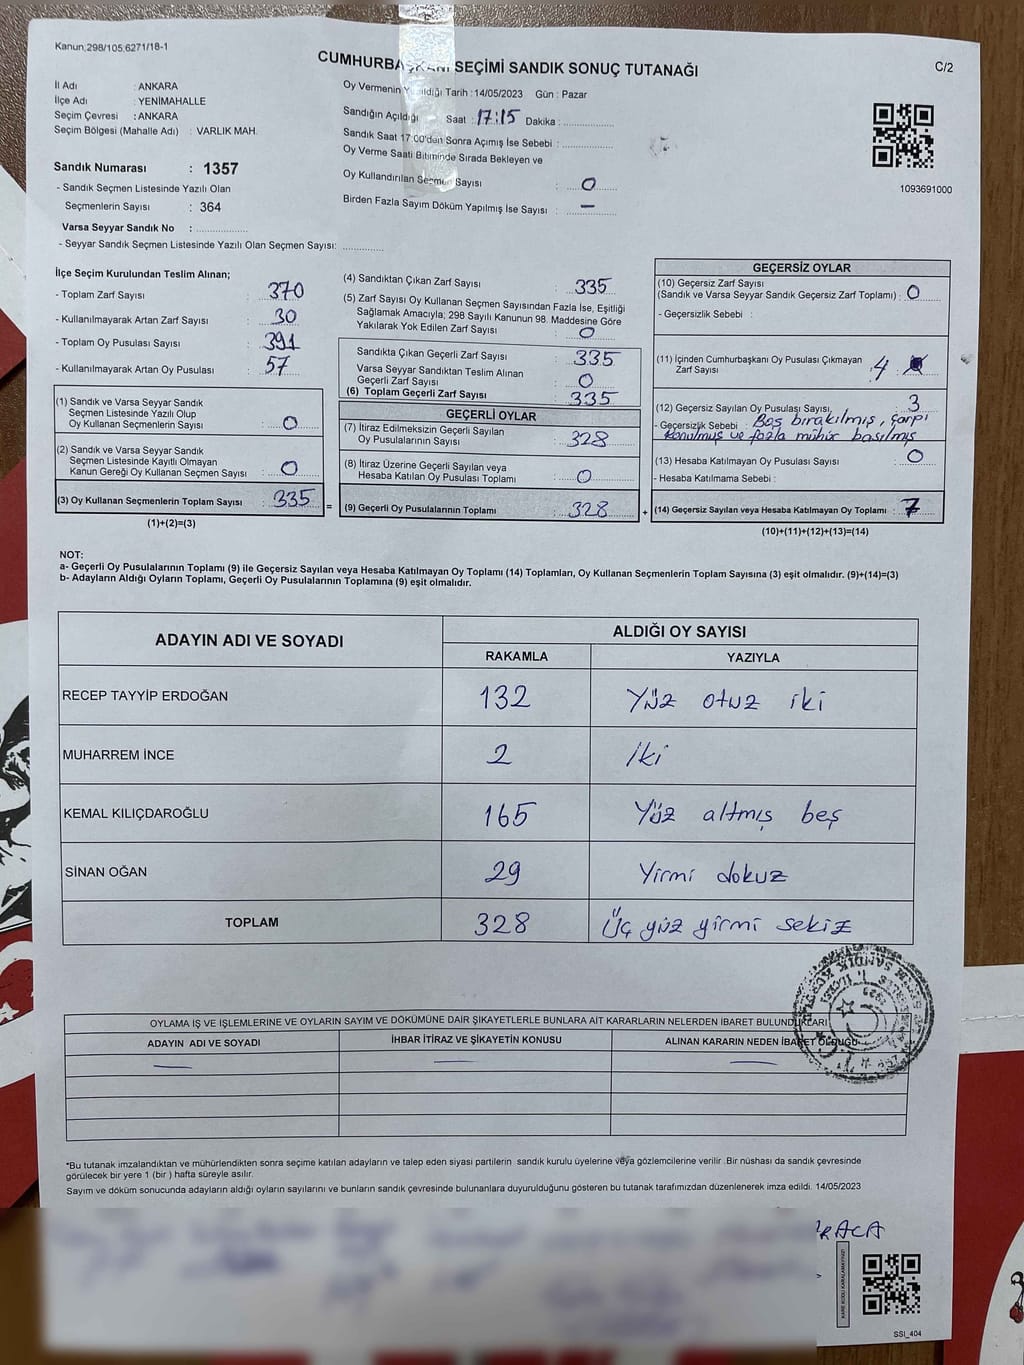 Kanun;298/105;6271/18-1
CUMHURBAŞKANI SEÇİMİ SANDIK SONUÇ TUTANAĞI
C/2
İl Adı : ANKARA
İlçe Adı : YENİMAHALLE
Seçim Çevresi : ANKARA
Seçim Bölgesi (Mahalle Adı) : VARLIK MAH.
Sandık Numarası : 1357
- Sandık Seçmen Listesinde Yazılı Olan
Seçmenlerin Sayısı : 364
Varsa Seyyar Sandık No :
- Seyyar Sandık Seçmen Listesinde Yazılı Olan Seçmen Sayısı:
Oy Vermenin Yapıldığı Tarih : 14/05/2023 Gün : Pazar
Sandığın Açıldığı Saat : 17:15 Dakika :
Sandık Saat 17:00'den Sonra Açımış İse Sebebi :
Oy Verme Saati Bitiminde Sırada Bekleyen ve
Oy Kullandırılan Seçmen Sayısı : 0
Birden Fazla Sayım Döküm Yapılmış İse Sayısı : —
1093691000
İlçe Seçim Kurulundan Teslim Alınan;
- Toplam Zarf Sayısı : 370
- Kullanılmayarak Artan Zarf Sayısı : 30
- Toplam Oy Pusulası Sayısı : 391
- Kullanılmayarak Artan Oy Pusulası : 57
(1) Sandık ve Varsa Seyyar Sandık
Seçmen Listesinde Yazılı Olup
Oy Kullanan Seçmenlerin Sayısı : 0
(2) Sandık ve Varsa Seyyar Sandık
Seçmen Listesinde Kayıtlı Olmayan
Kanun Gereği Oy Kullanan Seçmen Sayısı : 0
(3) Oy Kullanan Seçmenlerin Toplam Sayısı : 335
(1)+(2)=(3)
(4) Sandıktan Çıkan Zarf Sayısı : 335
(5) Zarf Sayısı Oy Kullanan Seçmen Sayısından Fazla İse, Eşitliği
Sağlamak Amacıyla; 298 Sayılı Kanunun 98. Maddesine Göre
Yakılarak Yok Edilen Zarf Sayısı : 0
Sandıkta Çıkan Geçerli Zarf Sayısı : 335
Varsa Seyyar Sandıktan Teslim Alınan
Geçerli Zarf Sayısı : 0
(6) Toplam Geçerli Zarf Sayısı : 335
GEÇERLİ OYLAR
(7) İtiraz Edilmeksizin Geçerli Sayılan
Oy Pusulalarının Sayısı : 328
(8) İtiraz Üzerine Geçerli Sayılan veya
Hesaba Katılan Oy Pusulası Toplamı : 0
= (9) Geçerli Oy Pusulalarının Toplamı : 328
GEÇERSİZ OYLAR
(10) Geçersiz Zarf Sayısı
(Sandık ve Varsa Seyyar Sandık Geçersiz Zarf Toplamı) : 0
- Geçersizlik Sebebi :
(11) İçinden Cumhurbaşkanı Oy Pusulası Çıkmayan
Zarf Sayısı : 4
(12) Geçersiz Sayılan Oy Pusulası Sayısı : 3
- Geçersizlik Sebebi : Boş bırakılmış, çarpı
konulmuş ve fazla mühür basılmış
(13) Hesaba Katılmayan Oy Pusulası Sayısı : 0
- Hesaba Katılmama Sebebi :
+ (14) Geçersiz Sayılan veya Hesaba Katılmayan Oy Toplamı : 7
(10)+(11)+(12)+(13)=(14)
NOT:
a- Geçerli Oy Pusulalarının Toplamı (9) ile Geçersiz Sayılan veya Hesaba Katılmayan Oy Toplamı (14) Toplamları, Oy Kullanan Seçmenlerin Toplam Sayısına (3) eşit olmalıdır. (9)+(14)=(3)
b- Adayların Aldığı Oyların Toplamı, Geçerli Oy Pusulalarının Toplamına (9) eşit olmalıdır.
ADAYIN ADI VE SOYADI
ALDIĞI OY SAYISI
RAKAMLA YAZIYLA
RECEP TAYYİP ERDOĞAN 132 Yüz otuz iki
MUHARREM İNCE 2 İki
KEMAL KILIÇDAROĞLU 165 Yüz altmış beş
SİNAN OĞAN 29 Yirmi dokuz
TOPLAM 328 Üç yüz yirmi sekiz
OYLAMA İŞ VE İŞLEMLERİNE VE OYLARIN SAYIM VE DÖKÜMÜNE DAİR ŞİKAYETLERLE BUNLARA AİT KARARLARIN NELERDEN İBARET BULUNDUKLARI
ADAYIN ADI VE SOYADI İHBAR İTİRAZ VE ŞİKAYETİN KONUSU ALINAN KARARIN NEDEN İBARET OLDUĞU
— — —
*Bu tutanak imzalandıktan ve mühürlendikten sonra seçime katılan adayların ve talep eden siyasi partilerin sandık kurulu üyelerine veya gözlemcilerine verilir. Bir nüshası da sandık çevresinde
görülecek bir yere 1 (bir ) hafta süreyle asılır.
Sayım ve döküm sonucunda adayların aldığı oyların sayılarını ve bunların sandık çevresinde bulunanlara duyurulduğunu gösteren bu tutanak tarafımızdan düzenlenerek imza edildi. 14/05/2023
RACA
KARE KODU KARALAMAYINIZ!
SSI_404